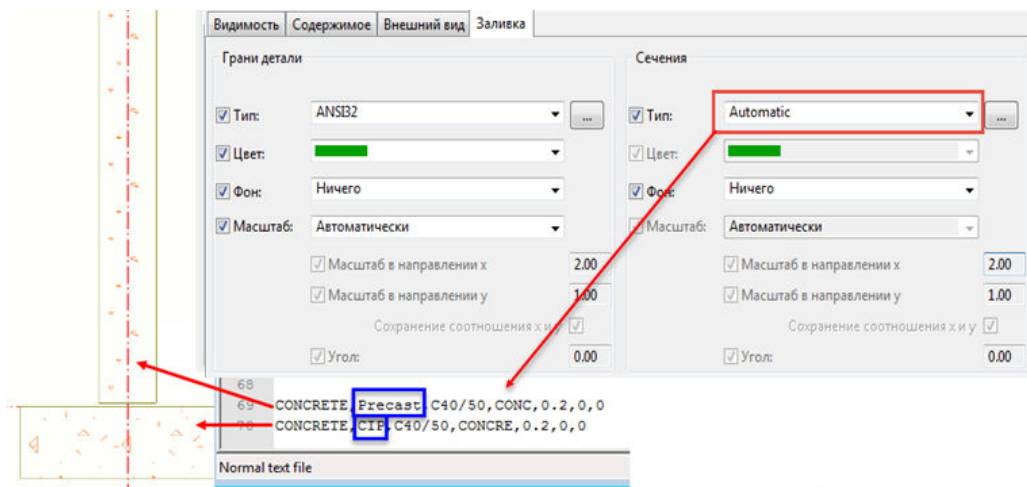 Видимость Содержимое Внешний вид Заливка
Грани детали
Тип: ANSI32 ...
Цвет:
Фон: Ничего
Масштаб: Автоматически
Масштаб в направлении x 2.00
Масштаб в направлении y 1.00
Сохранение соотношения x и y
Угол: 0.00
Сечения
Тип: Automatic ...
Цвет:
Фон: Ничего
Масштаб: Автоматически
Масштаб в направлении x 2.00
Масштаб в направлении y 1.00
Сохранение соотношения x и y
Угол: 0.00
68
69 CONCRETE,Precast,C40/50,CONC,0.2,0,0
70 CONCRETE,CIP,C40/50,CONCRE,0.2,0,0
Normal text file